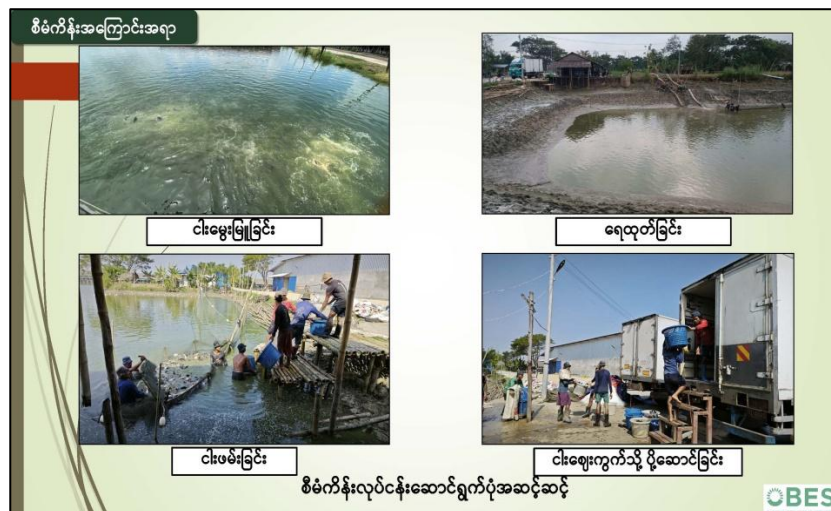 စီမံကိန်းအကြောင်းအရာ
ငါးမွေးမြူခြင်း
ရေထုတ်ခြင်း
ငါးဖမ်းခြင်း
ငါးဈေးကွက်သို့ ပို့ဆောင်ခြင်း
စီမံကိန်းလုပ်ငန်းဆောင်ရွက်ပုံအဆင့်ဆင့်
OBES